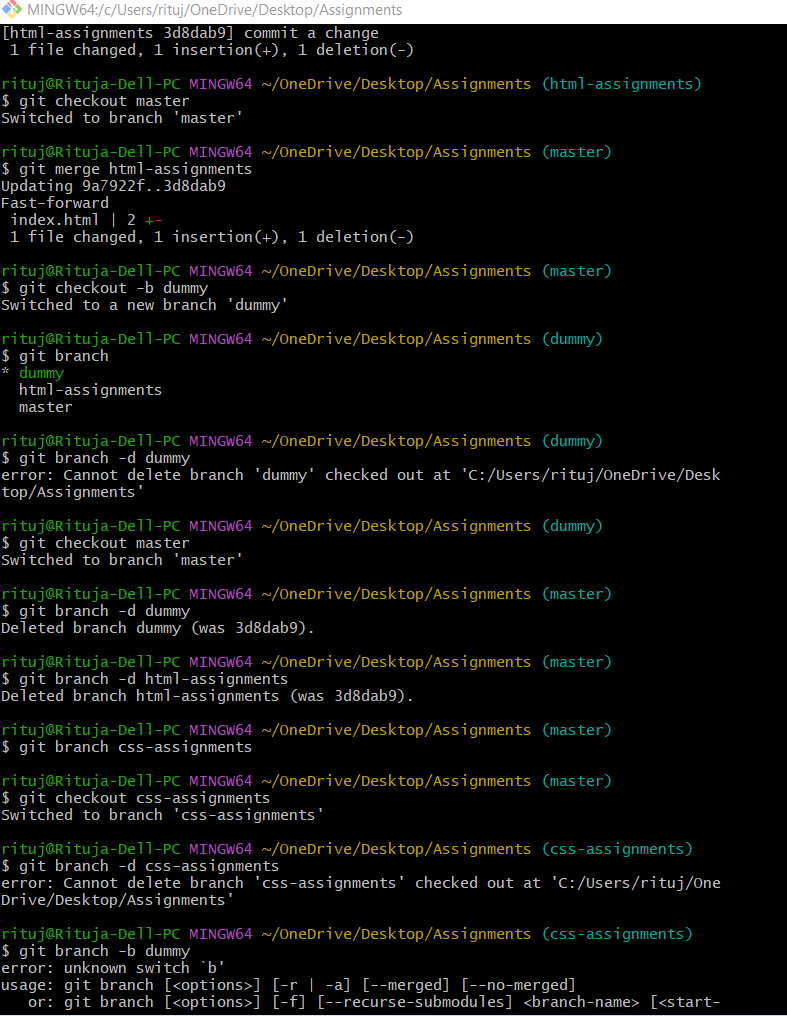 MINGW64:/c/Users/rituj/OneDrive/Desktop/Assignments
[html-assignments 3d8dab9] commit a change
 1 file changed, 1 insertion(+), 1 deletion(-)

rituj@Rituja-Dell-PC MINGW64 ~/OneDrive/Desktop/Assignments (html-assignments)
$ git checkout master
Switched to branch 'master'

rituj@Rituja-Dell-PC MINGW64 ~/OneDrive/Desktop/Assignments (master)
$ git merge html-assignments
Updating 9a7922f..3d8dab9
Fast-forward
 index.html | 2 +-
 1 file changed, 1 insertion(+), 1 deletion(-)

rituj@Rituja-Dell-PC MINGW64 ~/OneDrive/Desktop/Assignments (master)
$ git checkout -b dummy
Switched to a new branch 'dummy'

rituj@Rituja-Dell-PC MINGW64 ~/OneDrive/Desktop/Assignments (dummy)
$ git branch
* dummy
  html-assignments
  master

rituj@Rituja-Dell-PC MINGW64 ~/OneDrive/Desktop/Assignments (dummy)
$ git branch -d dummy
error: Cannot delete branch 'dummy' checked out at 'C:/Users/rituj/OneDrive/Desk
top/Assignments'

rituj@Rituja-Dell-PC MINGW64 ~/OneDrive/Desktop/Assignments (dummy)
$ git checkout master
Switched to branch 'master'

rituj@Rituja-Dell-PC MINGW64 ~/OneDrive/Desktop/Assignments (master)
$ git branch -d dummy
Deleted branch dummy (was 3d8dab9).

rituj@Rituja-Dell-PC MINGW64 ~/OneDrive/Desktop/Assignments (master)
$ git branch -d html-assignments
Deleted branch html-assignments (was 3d8dab9).

rituj@Rituja-Dell-PC MINGW64 ~/OneDrive/Desktop/Assignments (master)
$ git branch css-assignments

rituj@Rituja-Dell-PC MINGW64 ~/OneDrive/Desktop/Assignments (master)
$ git checkout css-assignments
Switched to branch 'css-assignments'

rituj@Rituja-Dell-PC MINGW64 ~/OneDrive/Desktop/Assignments (css-assignments)
$ git branch -d css-assignments
error: Cannot delete branch 'css-assignments' checked out at 'C:/Users/rituj/One
Drive/Desktop/Assignments'

rituj@Rituja-Dell-PC MINGW64 ~/OneDrive/Desktop/Assignments (css-assignments)
$ git branch -b dummy
error: unknown switch `b'
usage: git branch [<options>] [-r | -a] [--merged] [--no-merged]
   or: git branch [<options>] [-f] [--recurse-submodules] <branch-name> [<start-